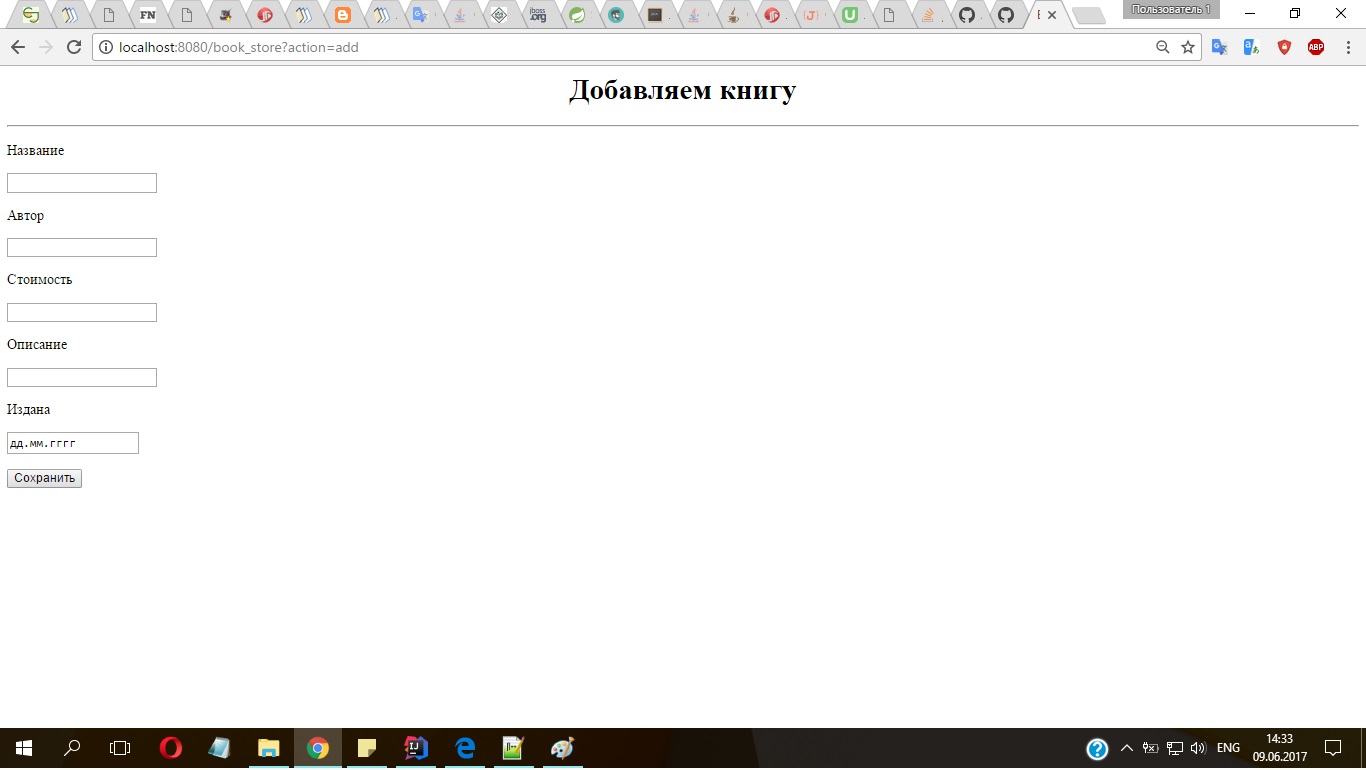 FN
jboss.org
Пользователь 1
localhost:8080/book_store?action=add
ABP
Добавляем книгу
Название
Автор
Стоимость
Описание
Издана
дд.мм.гггг
Сохранить
ENG
14:33
09.06.2017